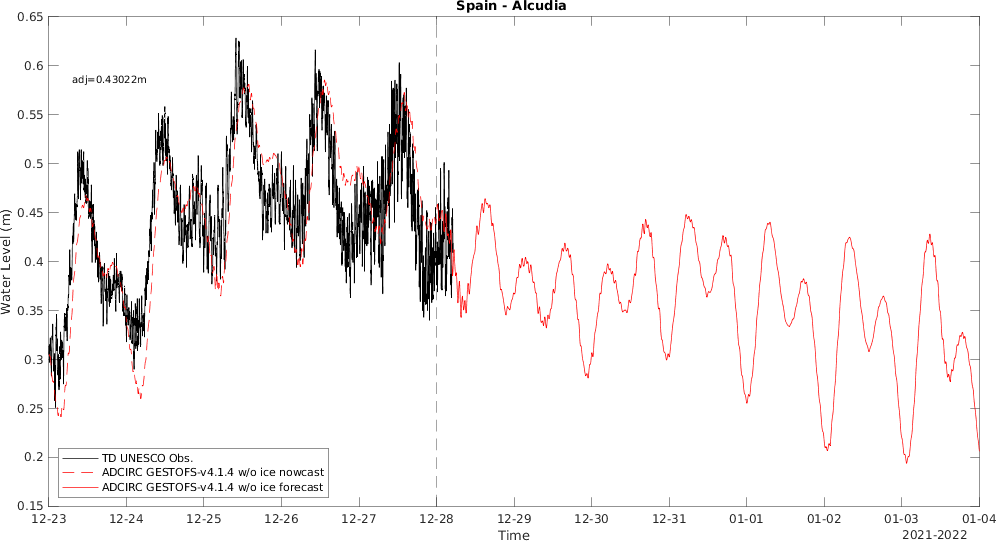 Spain - Alcudia
0.65
0.6
0.55
0.5
0.45
0.4
0.35
0.3
0.25
0.2
0.15
Water Level (m)
adj=0.43022m
TD UNESCO Obs.
ADCIRC GESTOFS-v4.1.4 w/o ice nowcast
ADCIRC GESTOFS-v4.1.4 w/o ice forecast
12-23 12-24 12-25 12-26 12-27 12-28 12-29 12-30 12-31 01-01 01-02 01-03 01-04
Time
2021-2022